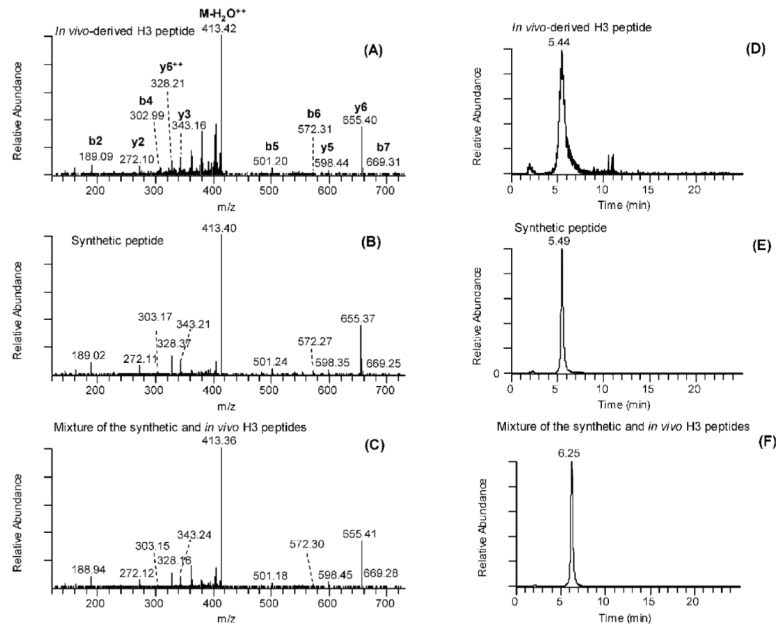 In vivo-derived H3 peptide
M-H2O++
413.42
(A)
y6++
328.21
b4
302.99
y3
343.16
b2
189.09
y2
272.10
b5
501.20
b6
572.31
y5
598.44
y6
655.40
b7
669.31
Relative Abundance
200 300 400 500 600 700
m/z
Synthetic peptide
413.40
(B)
303.17
343.21
328.37
189.02
272.11
501.24
572.27
598.35
655.37
669.25
Relative Abundance
200 300 400 500 600 700
m/z
Mixture of the synthetic and in vivo H3 peptides
413.36
(C)
303.15
343.24
328.16
188.94
272.12
501.18
572.30
598.45
655.41
669.28
Relative Abundance
200 300 400 500 600 700
m/z
In vivo-derived H3 peptide
5.44
(D)
Relative Abundance
0 5 10 15 20
Time (min)
Synthetic peptide
5.49
(E)
Relative Abundance
0
0 5 10 15 20
Time (min)
Mixture of the synthetic and in vivo H3 peptides
6.25
(F)
Relative Abundance
0 5 10 15 20
Time (min)